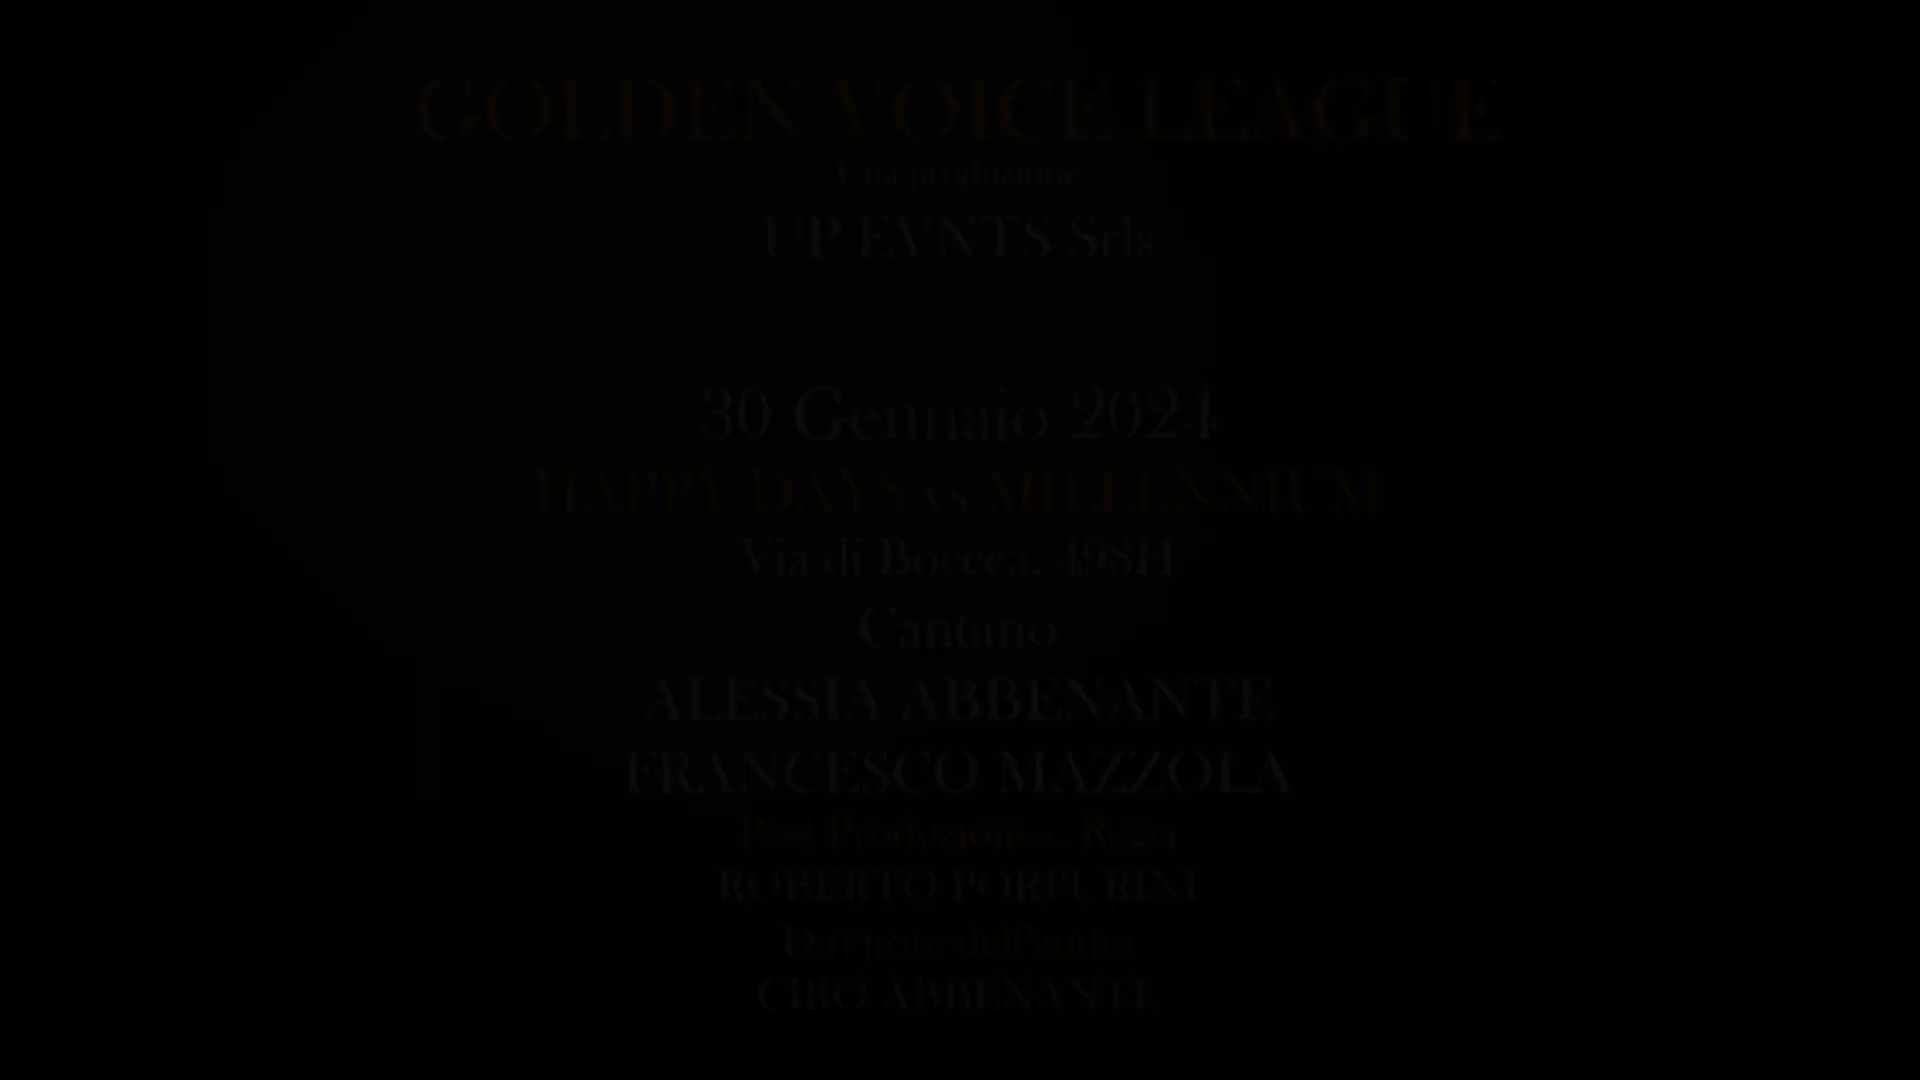 GOLDEN VOICE LEAGUE
Una produzione
UP EVNTS Srls
30 Gennaio 2024
HAPPY DAYS vs MILLENNIUM
Via di Boccea, 498H
Cantano
ALESSIA ABBENANTE
FRANCESCO MAZZOLA
Post Produzione e Regia
ROBERTO PORPURINI
Direttore dell'audio
CIRO ABBENANTE